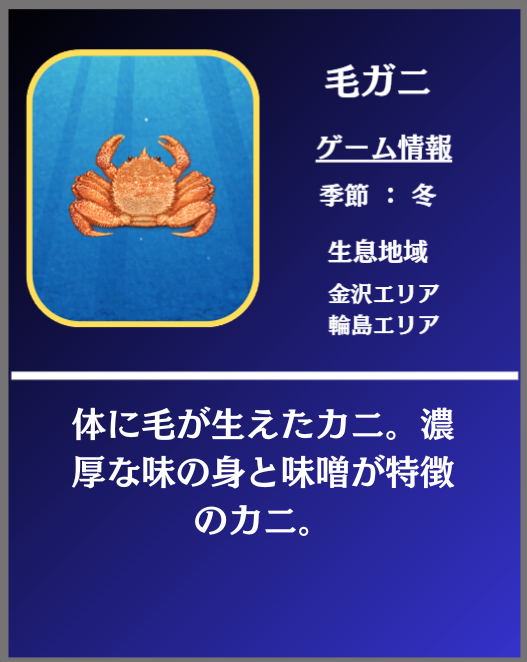 毛ガニ
ゲーム情報
季節 : 冬
生息地域
金沢エリア
輪島エリア
体に毛が生えたカニ。濃
厚な味の身と味噌が特徴
のカニ。